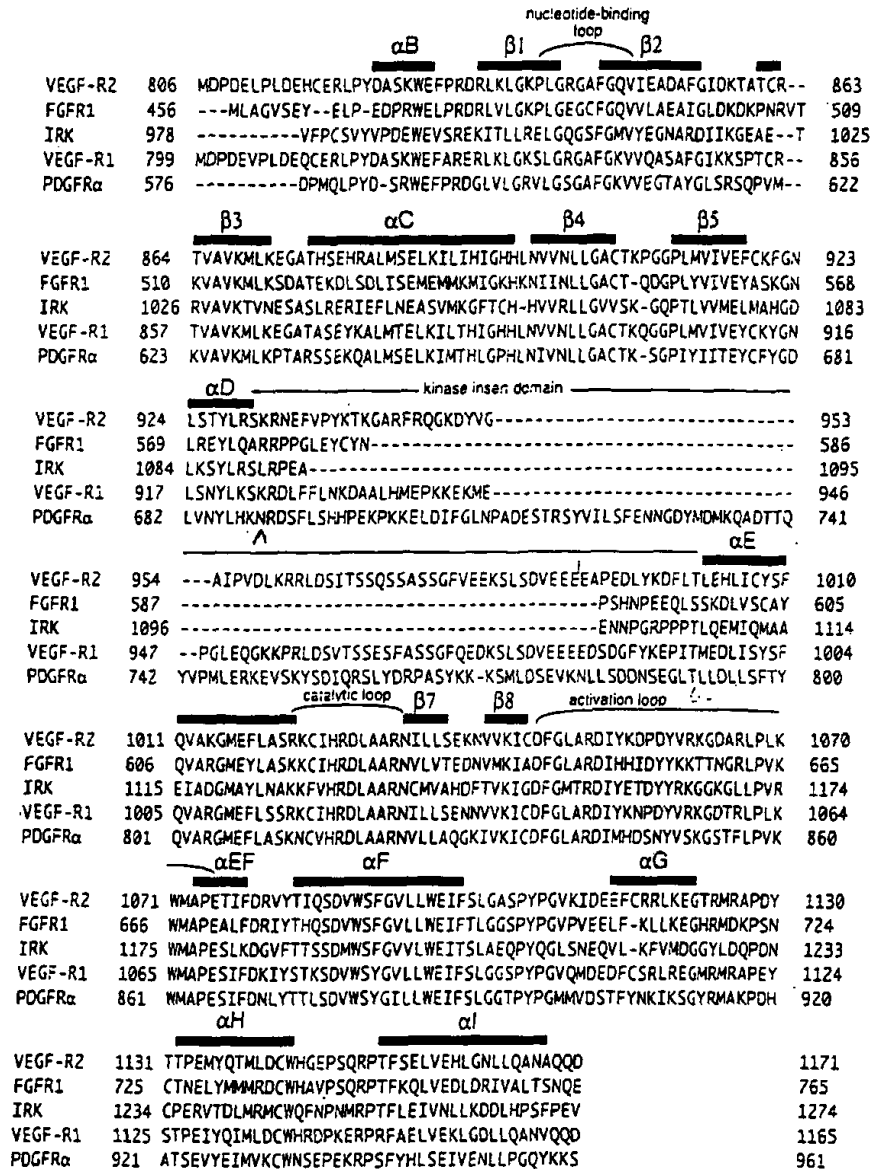 nucleotide-binding
loop
αB β1 β2
VEGF-R2 806 MDPDELPLDEHCERLPYDASKWEFPRDRLKLGKPLGRGAFGQVIEADAFGIDKTATCR-- 863
FGFR1 456 ---MLAGVSEY--ELP-EDPRWELPRDRLVLGKPLGEGCFGQVVLAEAIGLDKDKPNRVT 509
IRK 978 ----------VFPCSVYVPDEWEVSREKITLLRELGQGSFGMVYEGNARDIIKGEAE--T 1025
VEGF-R1 799 MDPDEVPLDEQCERLPYDASKWEFARERLKLGKSLGRGAFGKVVQASAFGIKKSPTCR-- 856
PDGFRα 576 ----------DPMQLPYD-SRWEFPRDGLVLGRVLGSGAFGKVVEGTAYGLSRSQPVM-- 622
β3 αC β4 β5
VEGF-R2 864 TVAVKMLKEGATHSEHRALMSELKILIHIGHHLNVVNLLGACTKPGGPLMVIVEFCKFGN 923
FGFR1 510 KVAVKMLKSDATEKDLSDLISEMEMMKMIGKHKNIINLLGACT-QDGPLYVIVEYASKGN 568
IRK 1026 RVAVKTVNESASLRERIEFLNEASVMKGFTCH-HVVRLLGVVSK-GQPTLVVMELMAHGD 1083
VEGF-R1 857 TVAVKMLKEGATASEYKALMTELKILTHIGHHLNVVNLLGACTKQGGPLMVIVEYCKYGN 916
PDGFRα 623 KVAVKMLKPTARSSEKQALMSELKIMTHLGPHLNIVNLLGACTK-SGPIYIITEYCFYGD 681
αD kinase insert domain
VEGF-R2 924 LSTYLRSKRNEFVPYKTKGARFRQGKDYVG------------------------------ 953
FGFR1 569 LREYLQARRPPGLEYCYN------------------------------------------ 586
IRK 1084 LKSYLRSLRPEA------------------------------------------------ 1095
VEGF-R1 917 LSNYLKSKRDLFFLNKDAALHMEPKKEKME------------------------------ 946
PDGFRα 682 LVNYLHKNRDSFLSHHPEKPKKELDIFGLNPADESTRSYVILSFENNGDYMDMKQADTTQ 741
αE
VEGF-R2 954 ---AIPVDLKRRLDSITSSQSSASSGFVEEKSLSDVEEEEAPEDLYKDFLTLEHLICYSF 1010
FGFR1 587 -----------------------------------------PSHNPEEQLSSKDLVSCAY 605
IRK 1096 -----------------------------------------ENNPGRPPPTLQEMIQMAA 1114
VEGF-R1 947 --PGLEQGKKPRLDSVTSSESFASSGFQEDKSLSDVEEEEDSDGFYKEPITMEDLISYSF 1004
PDGFRα 742 YVPMLERKEVSKYSDIQRSLYDRPASYKK-KSMLDSEVKNLLSDDNSEGLTLLDLLSFTY 800
catalytic loop β7 β8 activation loop
VEGF-R2 1011 QVAKGMEFLASRKCIHRDLAARNILLSEKNVVKICDFGLARDIYKDPDYVRKGDARLPLK 1070
FGFR1 606 QVARGMEYLASKKCIHRDLAARNVLVTEDNVMKIADFGLARDIHHIDYYKKTTNGRLPVK 665
IRK 1115 EIADGMAYLNAKKFVHRDLAARNCMVAHDFTVKIGDFGMTRDIYETDYYRKGGKGLLPVR 1174
VEGF-R1 1005 QVARGMEFLSSRKCIHRDLAARNILLSENNVVKICDFGLARDIYKNPDYVRKGDTRLPLK 1064
PDGFRα 801 QVARGMEFLASKNCVHRDLAARNVLLAQGKIVKICDFGLARDIMHDSNYVSKGSTFLPVK 860
αEF αF αG
VEGF-R2 1071 WMAPETIFDRVYTIQSDVWSFGVLLWEIFSLGASPYPGVKIDEEFCRRLKEGTRMRAPDY 1130
FGFR1 666 WMAPEALFDRIYTHQSDVWSFGVLLWEIFTLGGSPYPGVPVEELF-KLLKEGHRMDKPSN 724
IRK 1175 WMAPESLKDGVFTTSSDMWSFGVVLWEITSLAEQPYQGLSNEQVL-KFVMDGGYLDQPDN 1233
VEGF-R1 1065 WMAPESIFDKIYSTKSDVWSYGVLLWEIFSLGGSPYPGVQMDEDFCSRLREGMRMRAPEY 1124
PDGFRα 861 WMAPESIFDNLYTTLSDVWSYGILLWEIFSLGGTPYPGMMVDSTFYNKIKSGYRMAKPDH 920
αH αI
VEGF-R2 1131 TTPEMYQTMLDCWHGEPSQRPTFSELVEHLGNLLQANAQQD 1171
FGFR1 725 CTNELYMMMRDCWHAVPSQRPTFKQLVEDLDRIVALTSNQE 765
IRK 1234 CPERVTDLMRMCWQFNPNMRPTFLEIVNLLKDDLHPSFPEV 1274
VEGF-R1 1125 STPEIYQIMLDCWHRDPKERPRFAELVEKLGDLLQANVQQD 1165
PDGFRα 921 ATSEVYEIMVKCWNSEPEKRPSFYHLSEIVENLLPGQYKKS 961